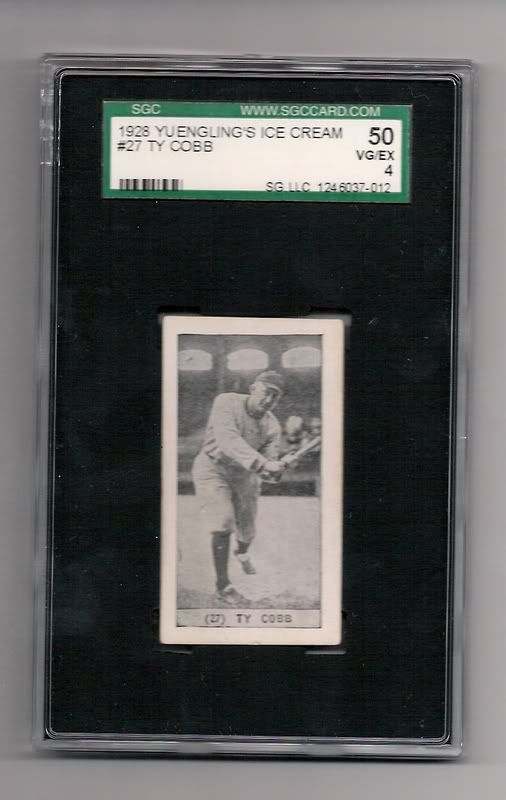 SGC WWW.SGCCARD.COM
1928 YUENGLING'S ICE CREAM 50
#27 TY COBB VG/EX
4
SG, LLC 1246037-012
(27) TY COBB